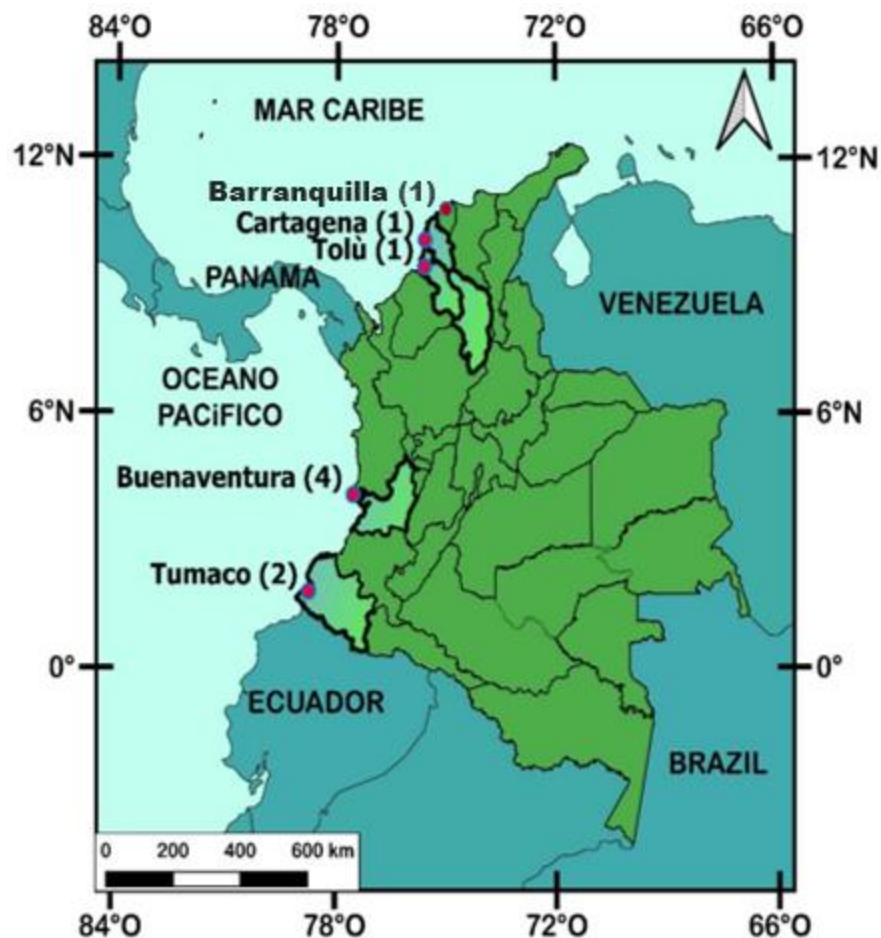 84°O 78°O 72°O 66°O
MAR CARIBE
12°N 12°N
Barranquilla (1)
Cartagena (1)
Tolù (1)
PANAMA
VENEZUELA
OCEANO
PACiFICO
6°N 6°N
Buenaventura (4)
Tumaco (2)
0° 0°
ECUADOR
BRAZIL
0 200 400 600 km
84°O 78°O 72°O 66°O